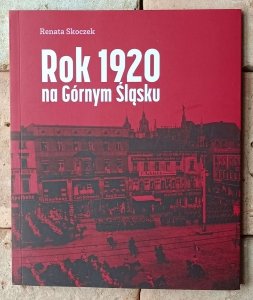 Renata Skoczek
Rok 1920
na Górnym Śląsku